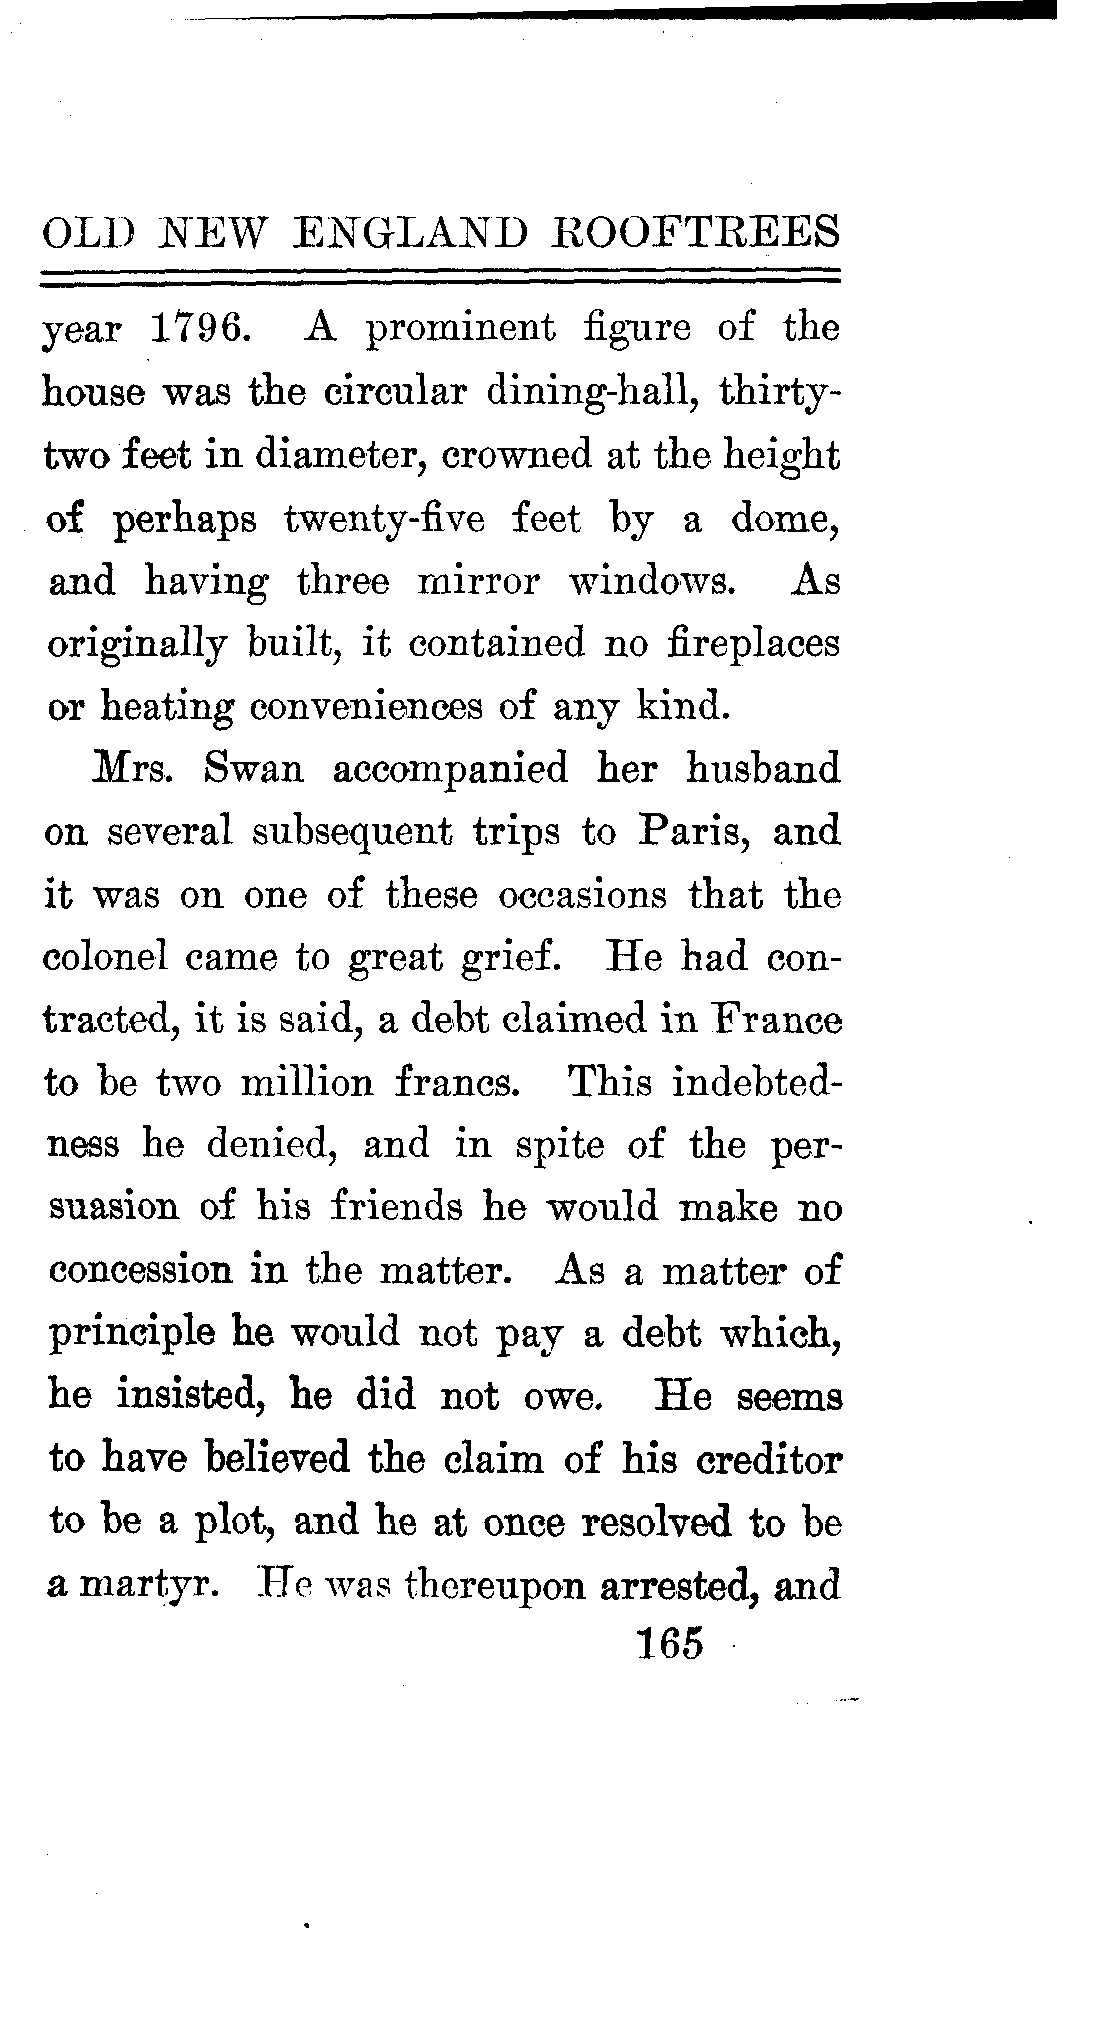 OLD NEW ENGLAND ROOFTREES
year 1796. A prominent figure of the
house was the circular dining-hall, thirty-
two feet in diameter, crowned at the height
of perhaps twenty-five feet by a dome,
and having three mirror windows. As
originally built, it contained no fireplaces
or heating conveniences of any kind.
Mrs. Swan accompanied her husband
on several subsequent trips to Paris, and
it was on one of these occasions that the
colonel came to great grief. He had con-
tracted, it is said, a debt claimed in France
to be two million francs. This indebted-
ness he denied, and in spite of the per-
suasion of his friends he would make no
concession in the matter. As a matter of
principle he would not pay a debt which,
he insisted, he did not owe. He seems
to have believed the claim of his creditor
to be a plot, and he at once resolved to be
a martyr. He was thereupon arrested, and
165